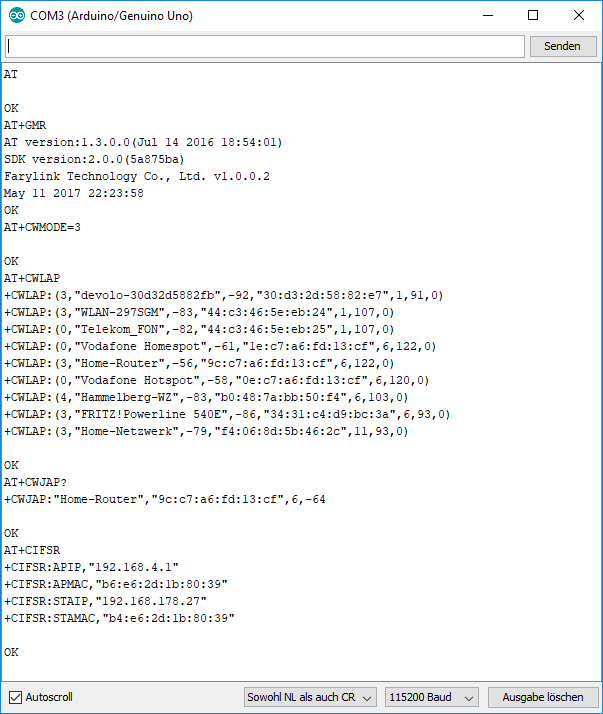 COM3 (Arduino/Genuino Uno)
Senden
AT
OK
AT+GMR
AT version:1.3.0.0(Jul 14 2016 18:54:01)
SDK version:2.0.0(5a875ba)
Farylink Technology Co., Ltd. v1.0.0.2
May 11 2017 22:23:58
OK
AT+CWMODE=3
OK
AT+CWLAP
+CWLAP:(3,"devolo-30d32d5882fb",-92,"30:d3:2d:58:82:e7",1,91,0)
+CWLAP:(3,"WLAN-297SGM",-83,"44:c3:46:5e:eb:24",1,107,0)
+CWLAP:(0,"Telekom_FON",-82,"44:c3:46:5e:eb:25",1,107,0)
+CWLAP:(0,"Vodafone Homespot",-61,"1e:c7:a6:fd:13:cf",6,122,0)
+CWLAP:(3,"Home-Router",-56,"9c:c7:a6:fd:13:cf",6,122,0)
+CWLAP:(0,"Vodafone Hotspot",-58,"0e:c7:a6:fd:13:cf",6,120,0)
+CWLAP:(4,"Hammelberg-WZ",-83,"b0:48:7a:bb:50:f4",6,103,0)
+CWLAP:(3,"FRITZ!Powerline 540E",-86,"34:31:c4:d9:bc:3a",6,93,0)
+CWLAP:(3,"Home-Netzwerk",-79,"f4:06:8d:5b:46:2c",11,93,0)
OK
AT+CWJAP?
+CWJAP:"Home-Router","9c:c7:a6:fd:13:cf",6,-64
OK
AT+CIFSR
+CIFSR:APIP,"192.168.4.1"
+CIFSR:APMAC,"b6:e6:2d:1b:80:39"
+CIFSR:STAIP,"192.168.178.27"
+CIFSR:STAMAC,"b4:e6:2d:1b:80:39"
OK
Autoscroll
Sowohl NL als auch CR
115200 Baud
Ausgabe löschen